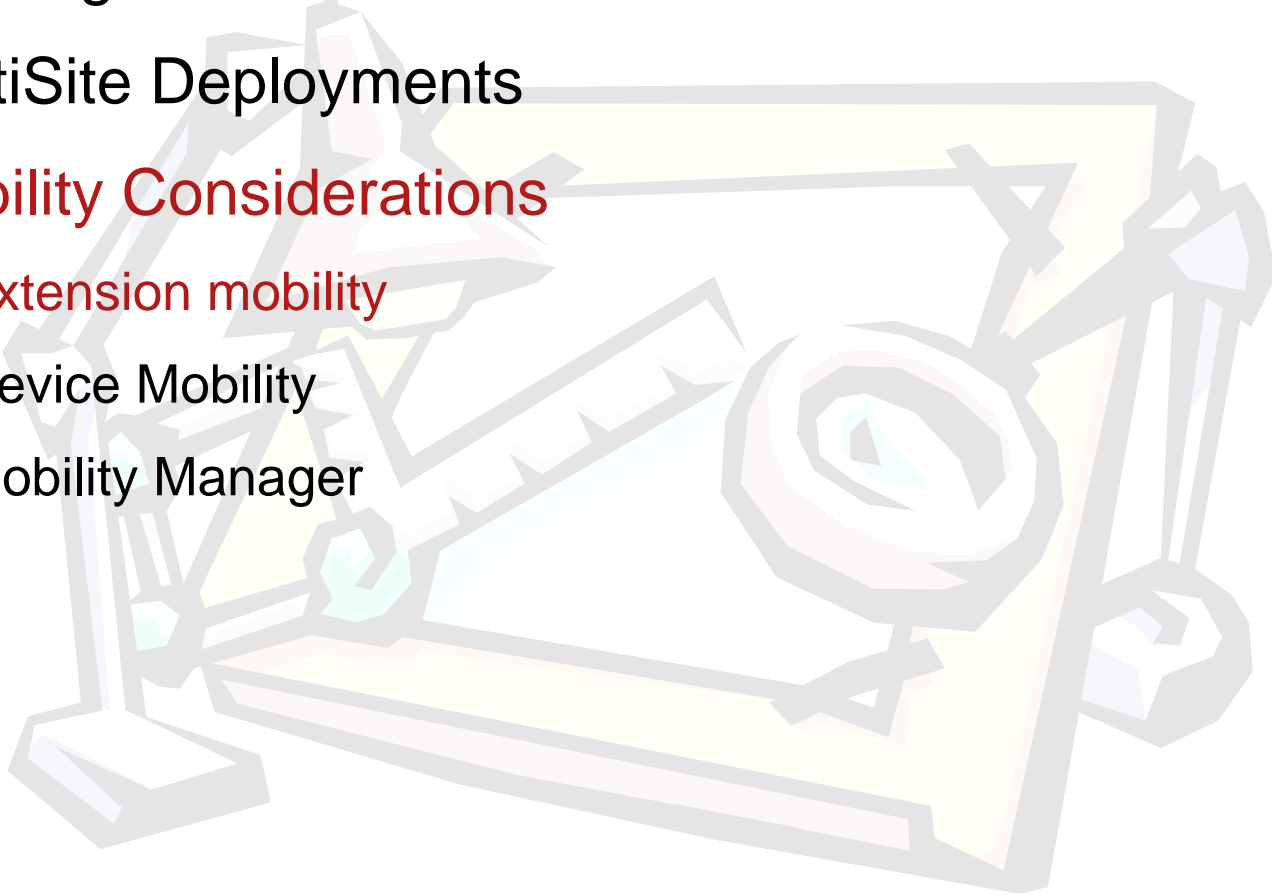 tiSite Deployments
bility Considerations
xtension mobility
evice Mobility
obility Manager